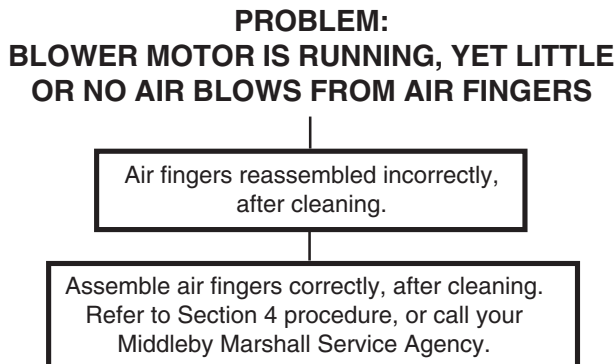 PROBLEM:
BLOWER MOTOR IS RUNNING, YET LITTLE
OR NO AIR BLOWS FROM AIR FINGERS
Air fingers reassembled incorrectly,
after cleaning.
Assemble air fingers correctly, after cleaning.
Refer to Section 4 procedure, or call your
Middleby Marshall Service Agency.